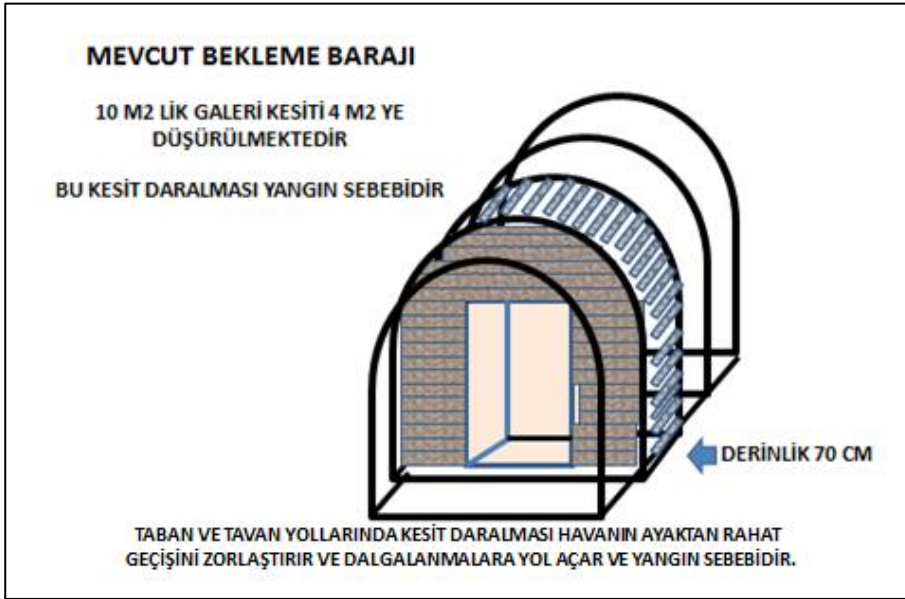 MEVCUT BEKLEME BARAJI
10 M2 LİK GALERİ KESİTİ 4 M2 YE
DÜŞÜRÜLMEKTEDİR
BU KESİT DARALMASI YANGIN SEBEBİDİR
DERİNLİK 70 CM
TABAN VE TAVAN YOLLARINDA KESİT DARALMASI HAVANIN AYAKTAN RAHAT
GEÇİŞİNİ ZORLAŞTIRIR VE DALGALANMALARA YOL AÇAR VE YANGIN SEBEBİDİR.